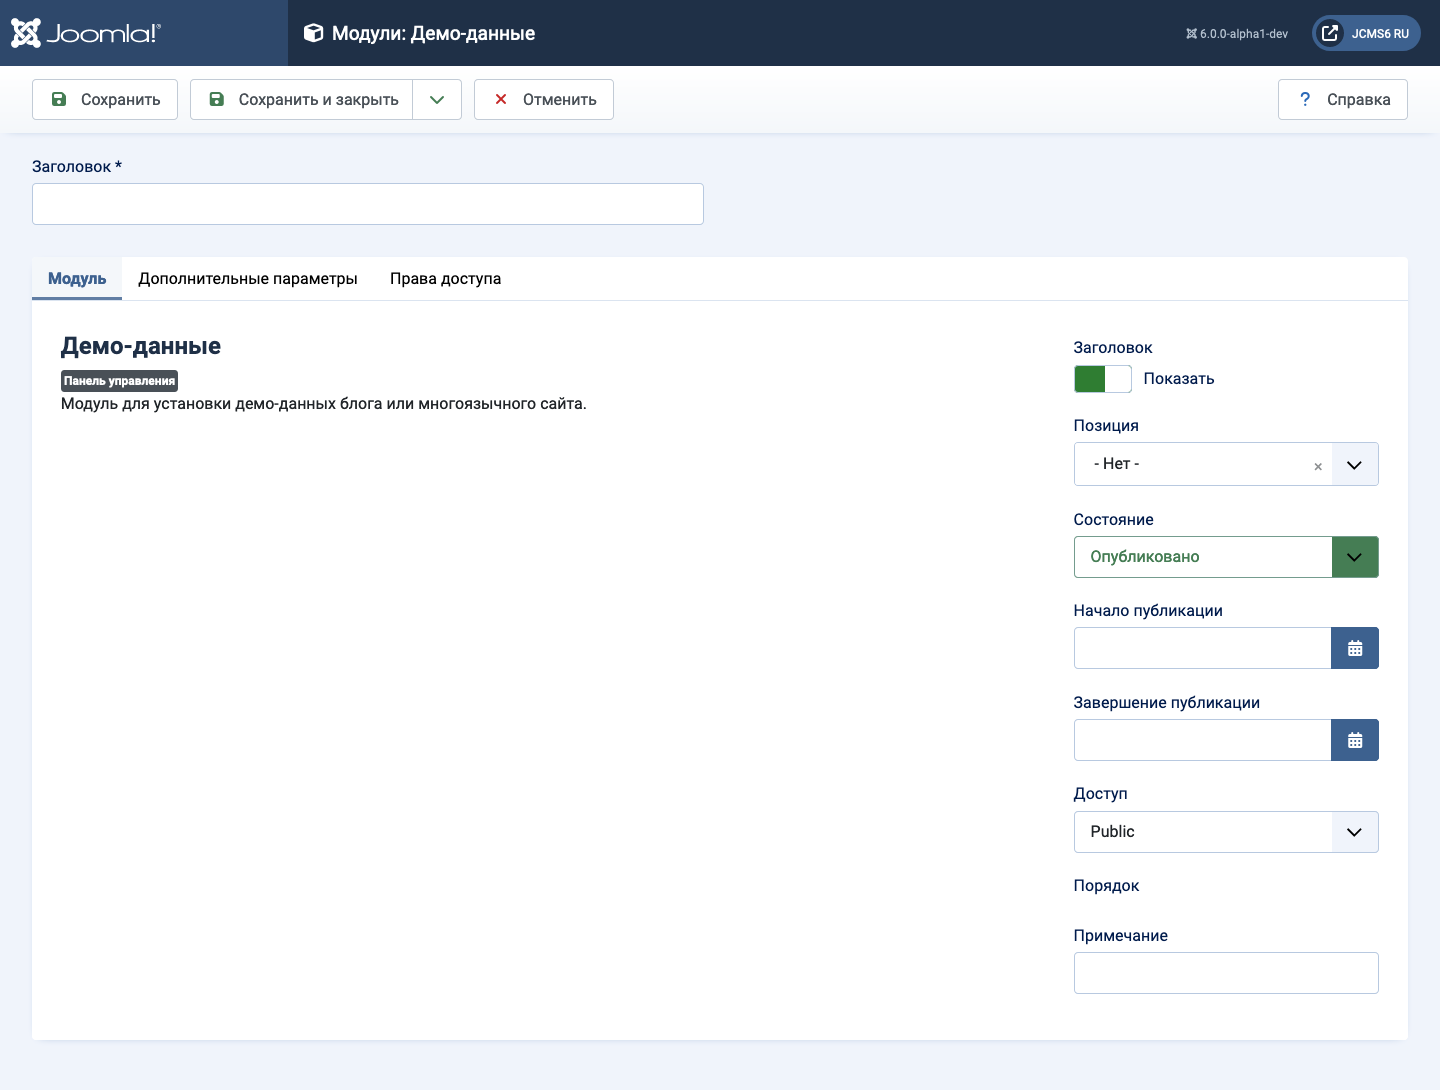 Joomla!®
Модули: Демо-данные
6.0.0-alpha1-dev
JCMS6 RU
Сохранить
Сохранить и закрыть
Отменить
? Справка
Заголовок *
Модуль
Дополнительные параметры
Права доступа
Демо-данные
Панель управления
Модуль для установки демо-данных блога или многоязычного сайта.
Заголовок
Показать
Позиция
- Нет -
×
Состояние
Опубликовано
Начало публикации
Завершение публикации
Доступ
Public
Порядок
Примечание